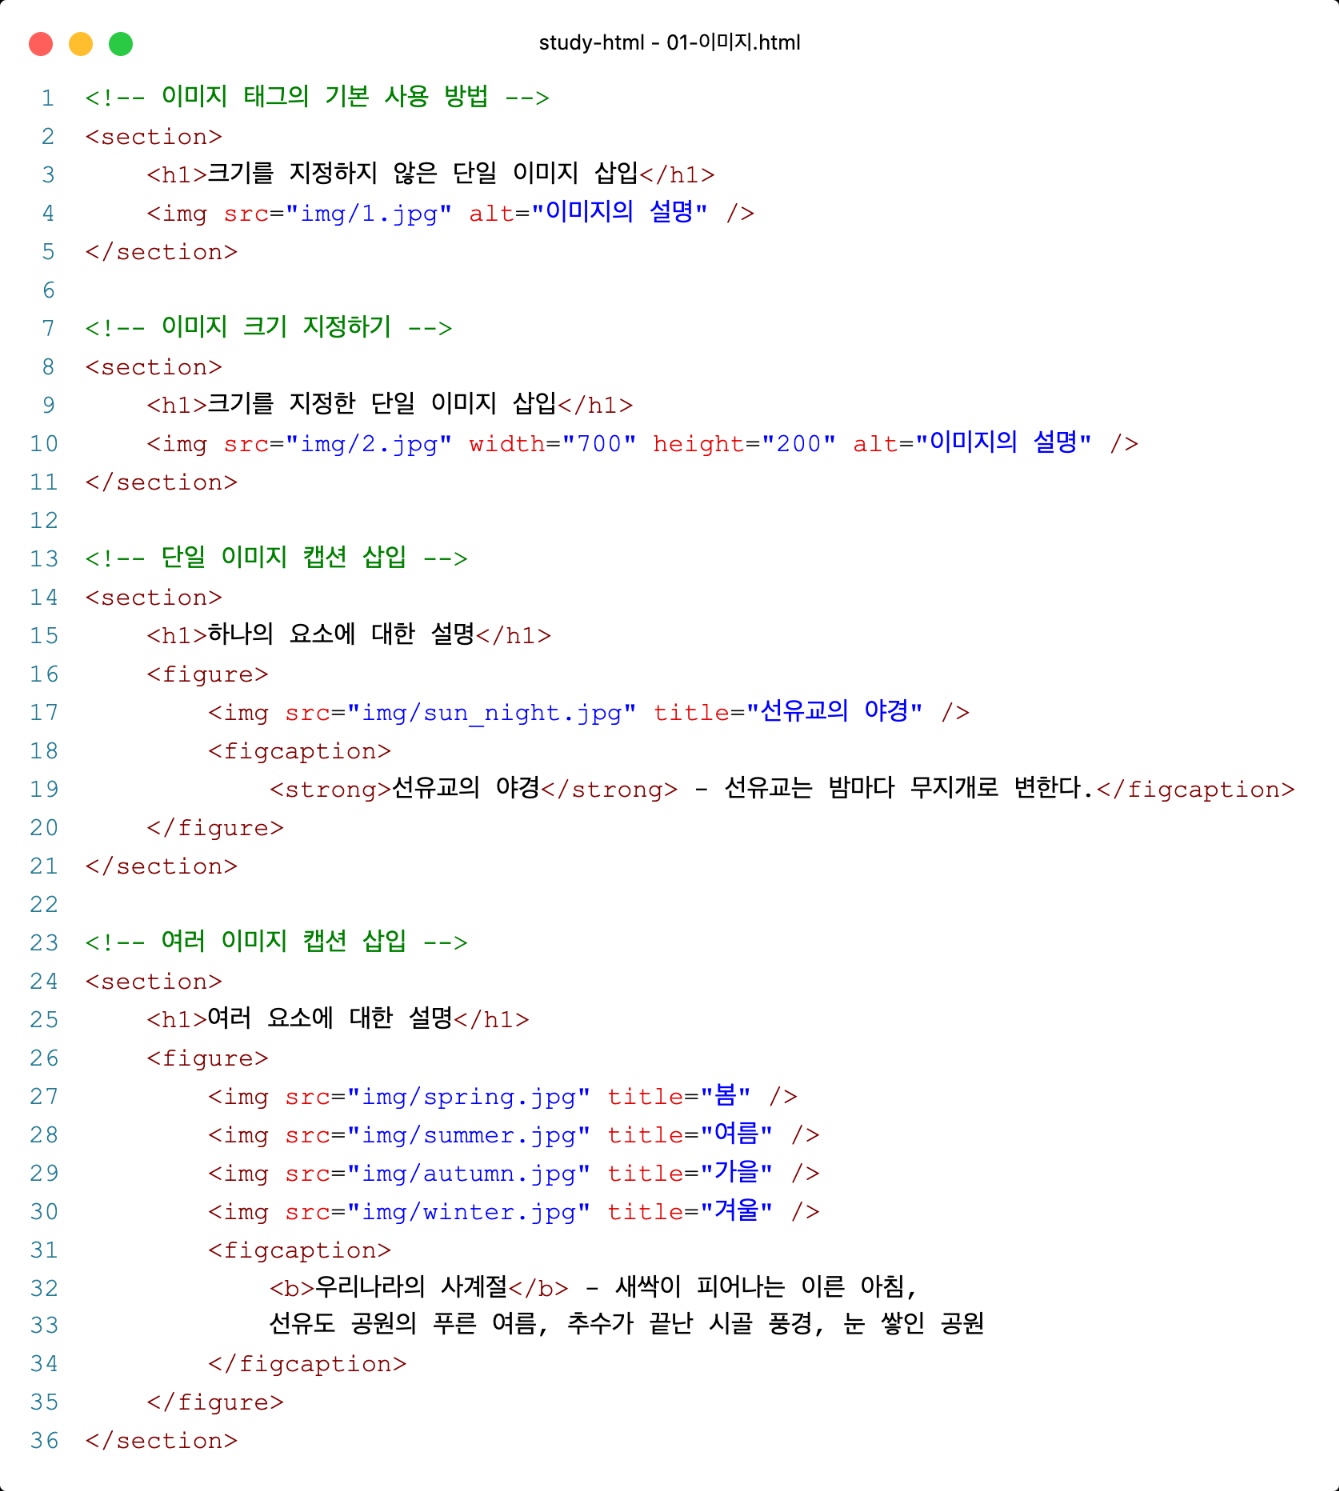 study-html - 01-이미지.html
1 <!-- 이미지 태그의 기본 사용 방법 -->
2 <section>
3     <h1>크기를 지정하지 않은 단일 이미지 삽입</h1>
4     <img src="img/1.jpg" alt="이미지의 설명" />
5 </section>
6
7 <!-- 이미지 크기 지정하기 -->
8 <section>
9     <h1>크기를 지정한 단일 이미지 삽입</h1>
10     <img src="img/2.jpg" width="700" height="200" alt="이미지의 설명" />
11 </section>
12
13 <!-- 단일 이미지 캡션 삽입 -->
14 <section>
15     <h1>하나의 요소에 대한 설명</h1>
16     <figure>
17         <img src="img/sun_night.jpg" title="선유교의 야경" />
18         <figcaption>
19             <strong>선유교의 야경</strong> - 선유교는 밤마다 무지개로 변한다.</figcaption>
20     </figure>
21 </section>
22
23 <!-- 여러 이미지 캡션 삽입 -->
24 <section>
25     <h1>여러 요소에 대한 설명</h1>
26     <figure>
27         <img src="img/spring.jpg" title="봄" />
28         <img src="img/summer.jpg" title="여름" />
29         <img src="img/autumn.jpg" title="가을" />
30         <img src="img/winter.jpg" title="겨울" />
31         <figcaption>
32             <b>우리나라의 사계절</b> - 새싹이 피어나는 이른 아침,
33             선유도 공원의 푸른 여름, 추수가 끝난 시골 풍경, 눈 쌓인 공원
34         </figcaption>
35     </figure>
36 </section>